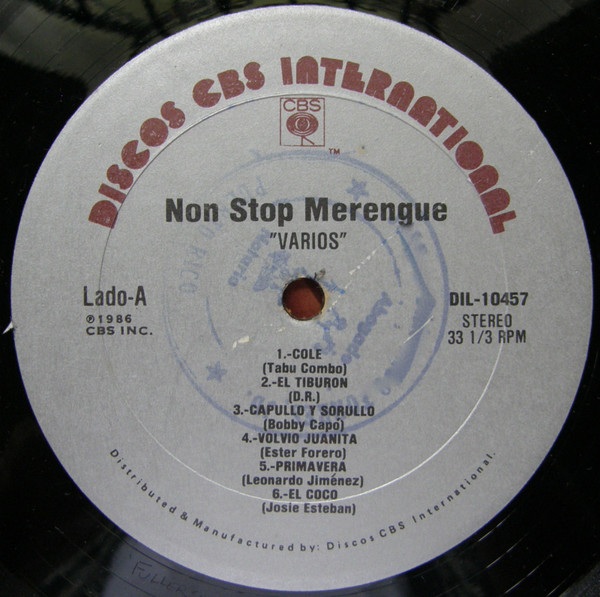 DISCOS CBS INTERNATIONAL
CBS
TM
Non Stop Merengue
"VARIOS"
Lado-A
℗1986
CBS INC.
DIL-10457
STEREO
33 1/3 RPM
1.-COLE
(Tabu Combo)
2.-EL TIBURON
(D.R.)
3.-CAPULLO Y SORULLO
(Bobby Capó)
4.-VOLVIO JUANITA
(Ester Forero)
5.-PRIMAVERA
(Leonardo Jiménez)
6.-EL COCO
(Josie Esteban)
Distributed & Manufactured by: Discos CBS International.
Abogado
Notario